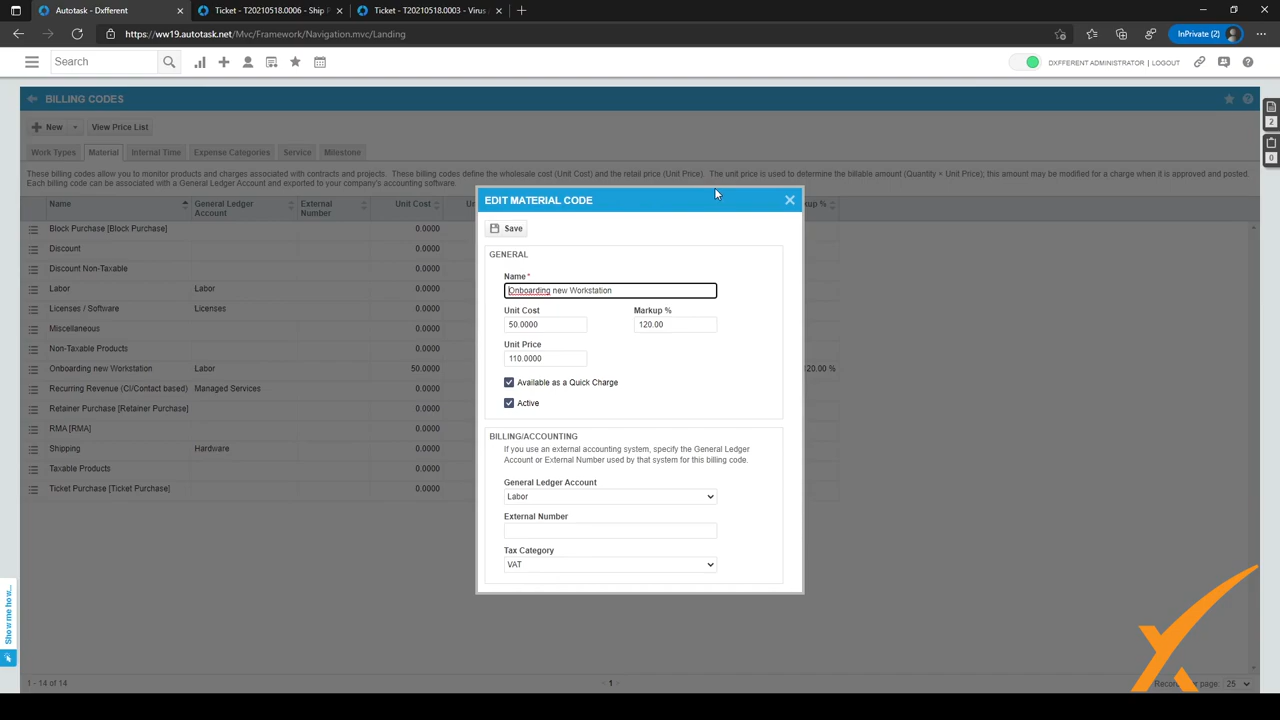 Autotask - Dxfferent
Ticket - T20210518.0006 - Ship P
Ticket - T20210518.0003 - Virus
https://ww19.autotask.net/Mvc/Framework/Navigation.mvc/Landing
InPrivate (2)
Search
DXFFERENT ADMINISTRATOR | LOGOUT
BILLING CODES
New
View Price List
2
0
Work Types
Material
Internal Time
Expense Categories
Service
Milestone
These billing codes allow you to monitor products and charges associated with contracts and projects. These billing codes define the wholesale cost (Unit Cost) and the retail price (Unit Price). The unit price is used to determine the billable amount (Quantity × Unit Price); this amount may be modified for a charge when it is approved and posted.
Each billing code can be associated with a General Ledger Account and exported to your company's accounting software.
Name
General Ledger
Account
External
Number
Unit Cost
Un
up %
Block Purchase [Block Purchase] 0.0000
Discount 0.0000
Discount Non-Taxable 0.0000
Labor Labor 0.0000
Licenses / Software Licenses 0.0000
Miscellaneous 0.0000
Non-Taxable Products 0.0000
Onboarding new Workstation Labor 50.0000 120.00 %
Recurring Revenue (CI/Contact based) Managed Services 0.0000
Retainer Purchase [Retainer Purchase] 0.0000
RMA [RMA] 0.0000
Shipping Hardware 0.0000
Taxable Products 0.0000
Ticket Purchase [Ticket Purchase] 0.0000
EDIT MATERIAL CODE
Save
GENERAL
Name*
Onboarding new Workstation
Unit Cost
Markup %
50.0000
120.00
Unit Price
110.0000
Available as a Quick Charge
Active
BILLING/ACCOUNTING
If you use an external accounting system, specify the General Ledger
Account or External Number used by that system for this billing code.
General Ledger Account
Labor
External Number
Tax Category
VAT
Show me how...
1 - 14 of 14
1
per page:
25